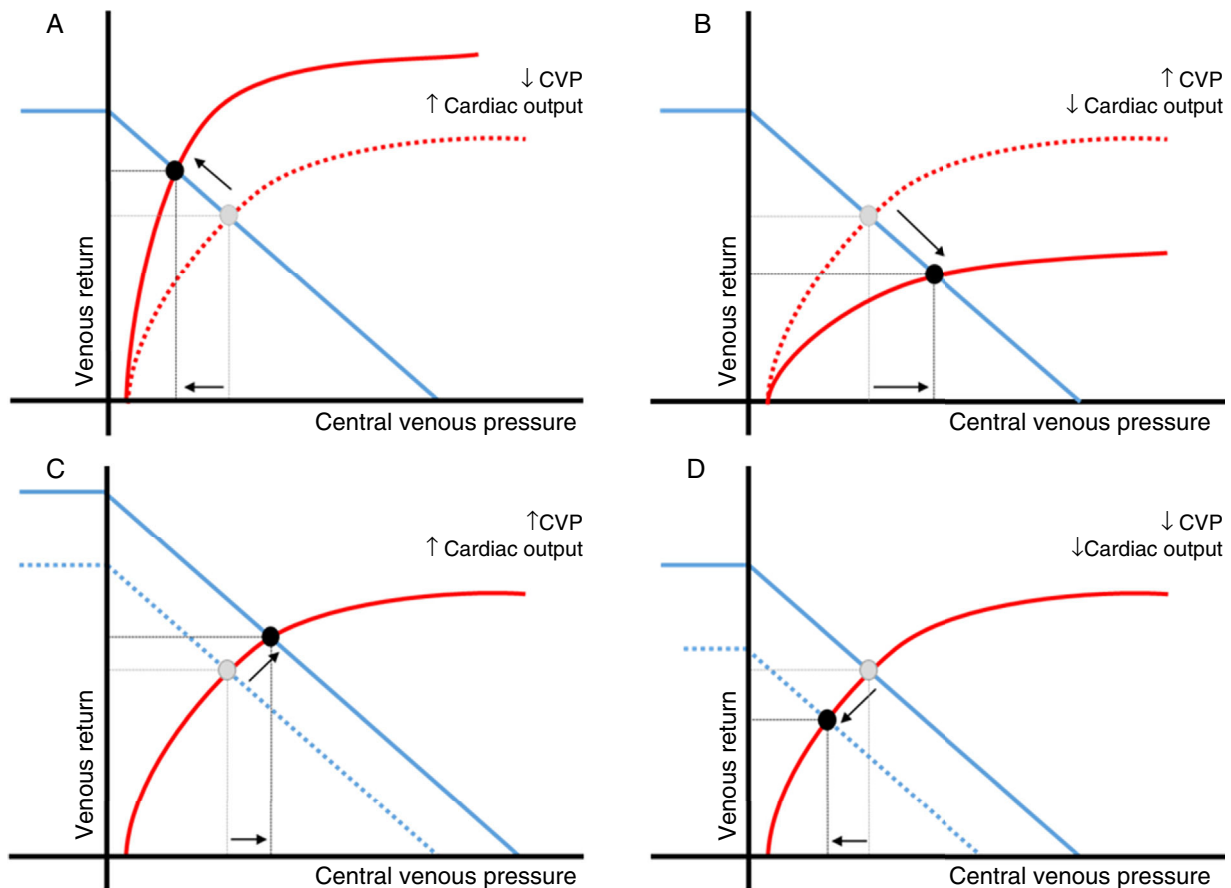 A
↓ CVP
↑ Cardiac output
Venous return
Central venous pressure
B
↑ CVP
↓ Cardiac output
Venous return
Central venous pressure
C
↑CVP
↑ Cardiac output
Venous return
Central venous pressure
D
↓ CVP
↓Cardiac output
Venous return
Central venous pressure